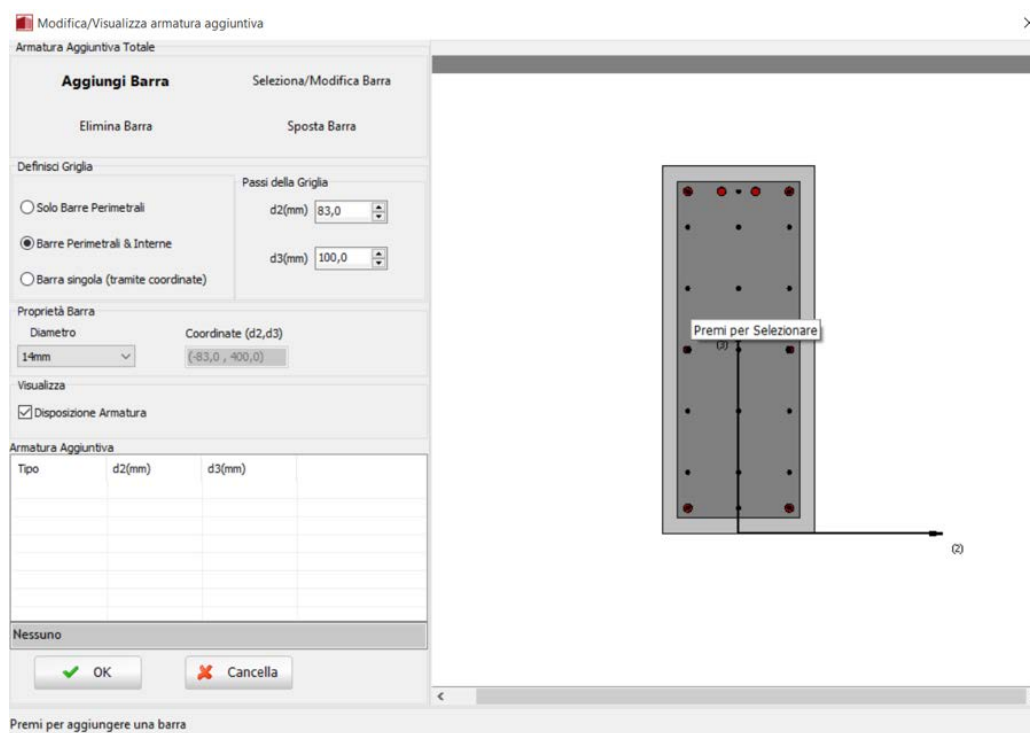 Modifica/Visualizza armatura aggiuntiva
Armatura Aggiuntiva Totale
Aggiungi Barra
Seleziona/Modifica Barra
Elimina Barra
Sposta Barra
Definisci Griglia
Solo Barre Perimetrali
Barre Perimetrali & Interne
Barra singola (tramite coordinate)
Passi della Griglia
d2(mm) 83,0
d3(mm) 100,0
Proprietà Barra
Diametro
14mm
Coordinate (d2,d3)
(-83,0 , 400,0)
Visualizza
Disposizione Armatura
Armatura Aggiuntiva
Tipo d2(mm) d3(mm)
Nessuno
OK
Cancella
Premi per aggiungere una barra
Premi per Selezionare
(3)
(2)